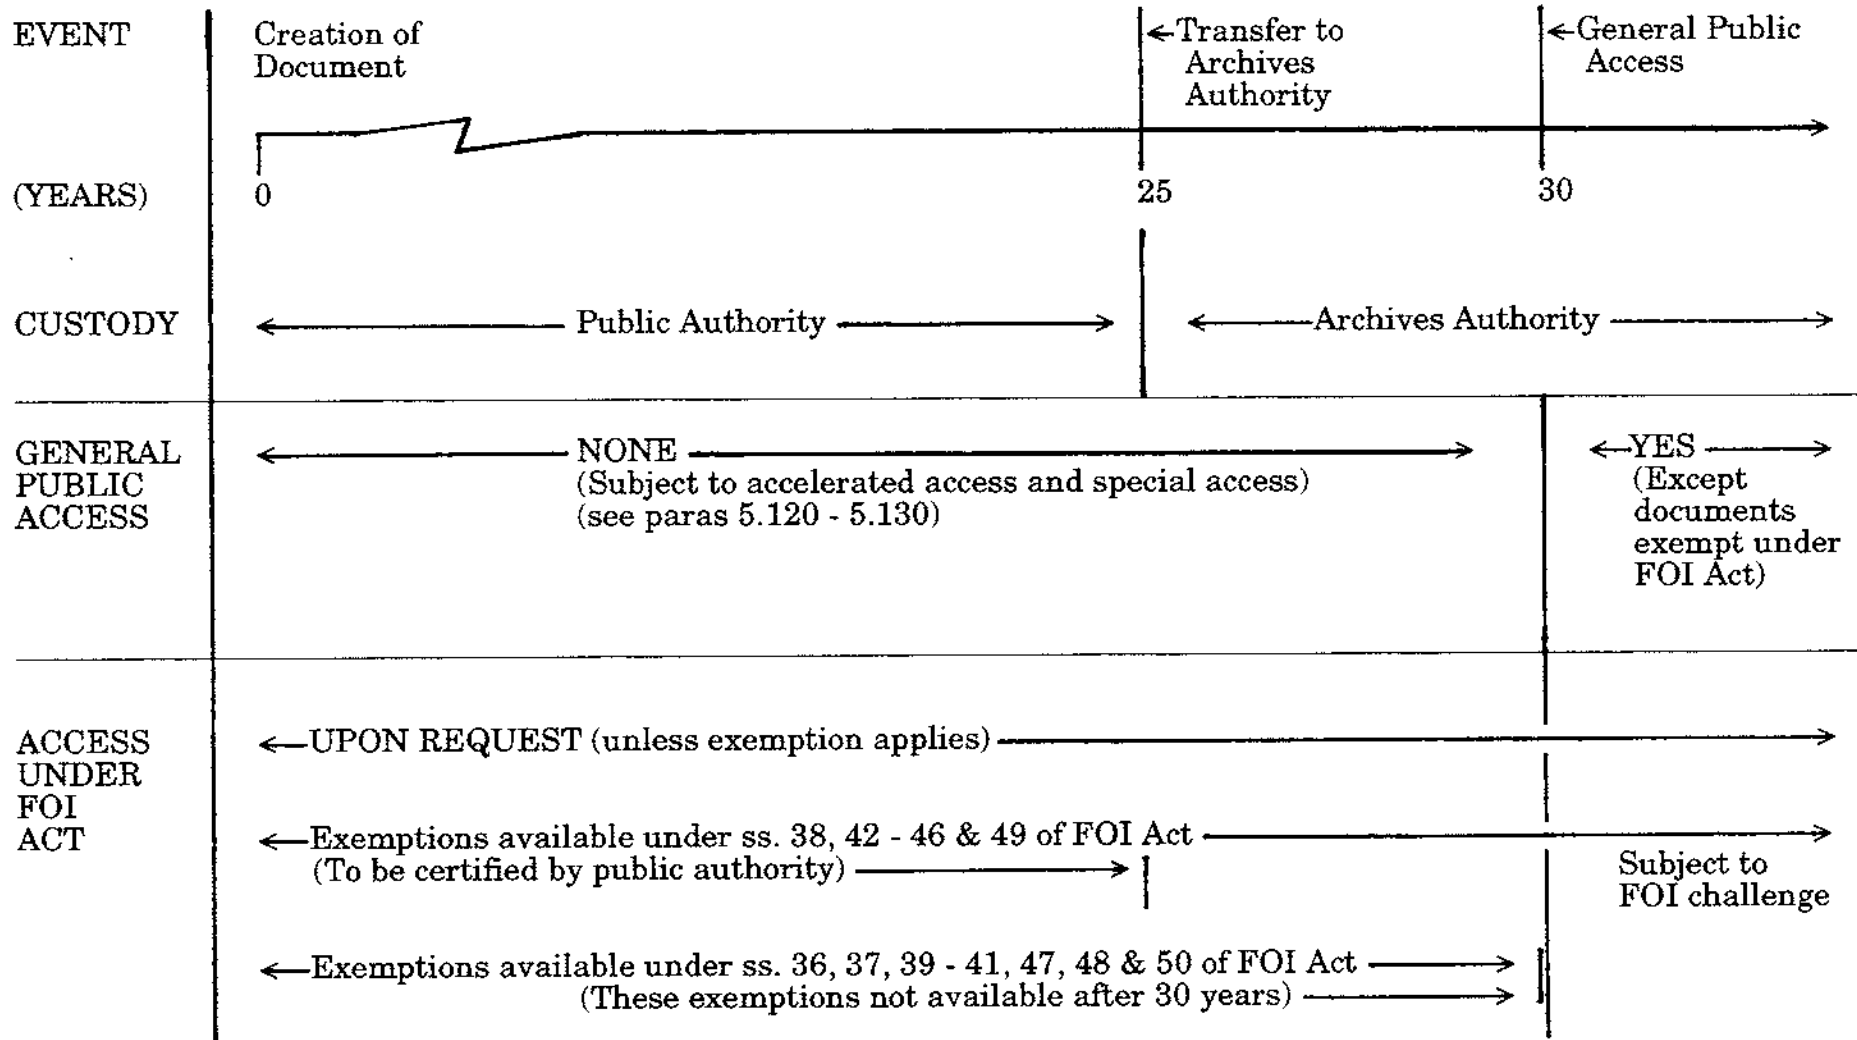 EVENT
Creation of
Document
←Transfer to
Archives
Authority
←General Public
Access
(YEARS)
0
25
30
CUSTODY
Public Authority
Archives Authority
GENERAL
PUBLIC
ACCESS
NONE
(Subject to accelerated access and special access)
(see paras 5.120 - 5.130)
YES
(Except
documents
exempt under
FOI Act)
ACCESS
UNDER
FOI
ACT
UPON REQUEST (unless exemption applies)
Exemptions available under ss. 38, 42 - 46 & 49 of FOI Act
(To be certified by public authority)
Subject to
FOI challenge
Exemptions available under ss. 36, 37, 39 - 41, 47, 48 & 50 of FOI Act
(These exemptions not available after 30 years)